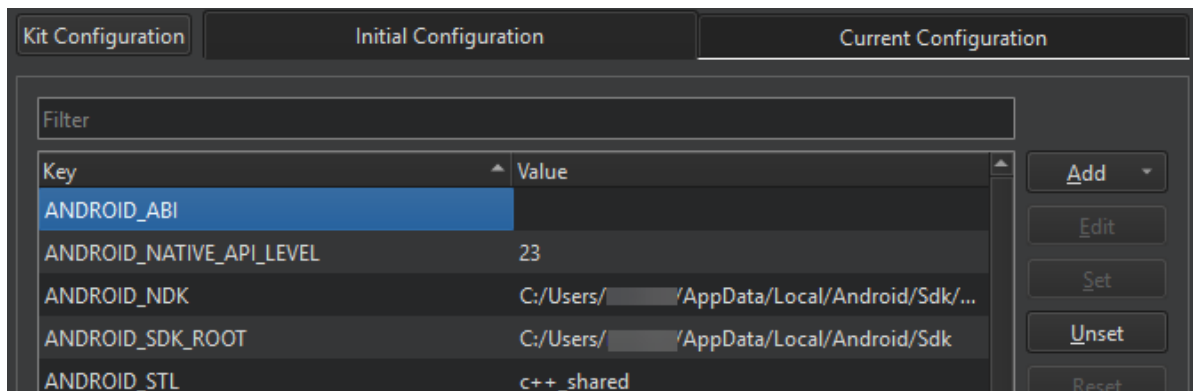 Kit Configuration Initial Configuration Current Configuration
Filter
Key Value
Add
ANDROID_ABI
Edit
ANDROID_NATIVE_API_LEVEL 23
Set
ANDROID_NDK C:/Users/ /AppData/Local/Android/Sdk/...
ANDROID_SDK_ROOT C:/Users/ /AppData/Local/Android/Sdk
Unset
ANDROID_STL c++_shared
Reset